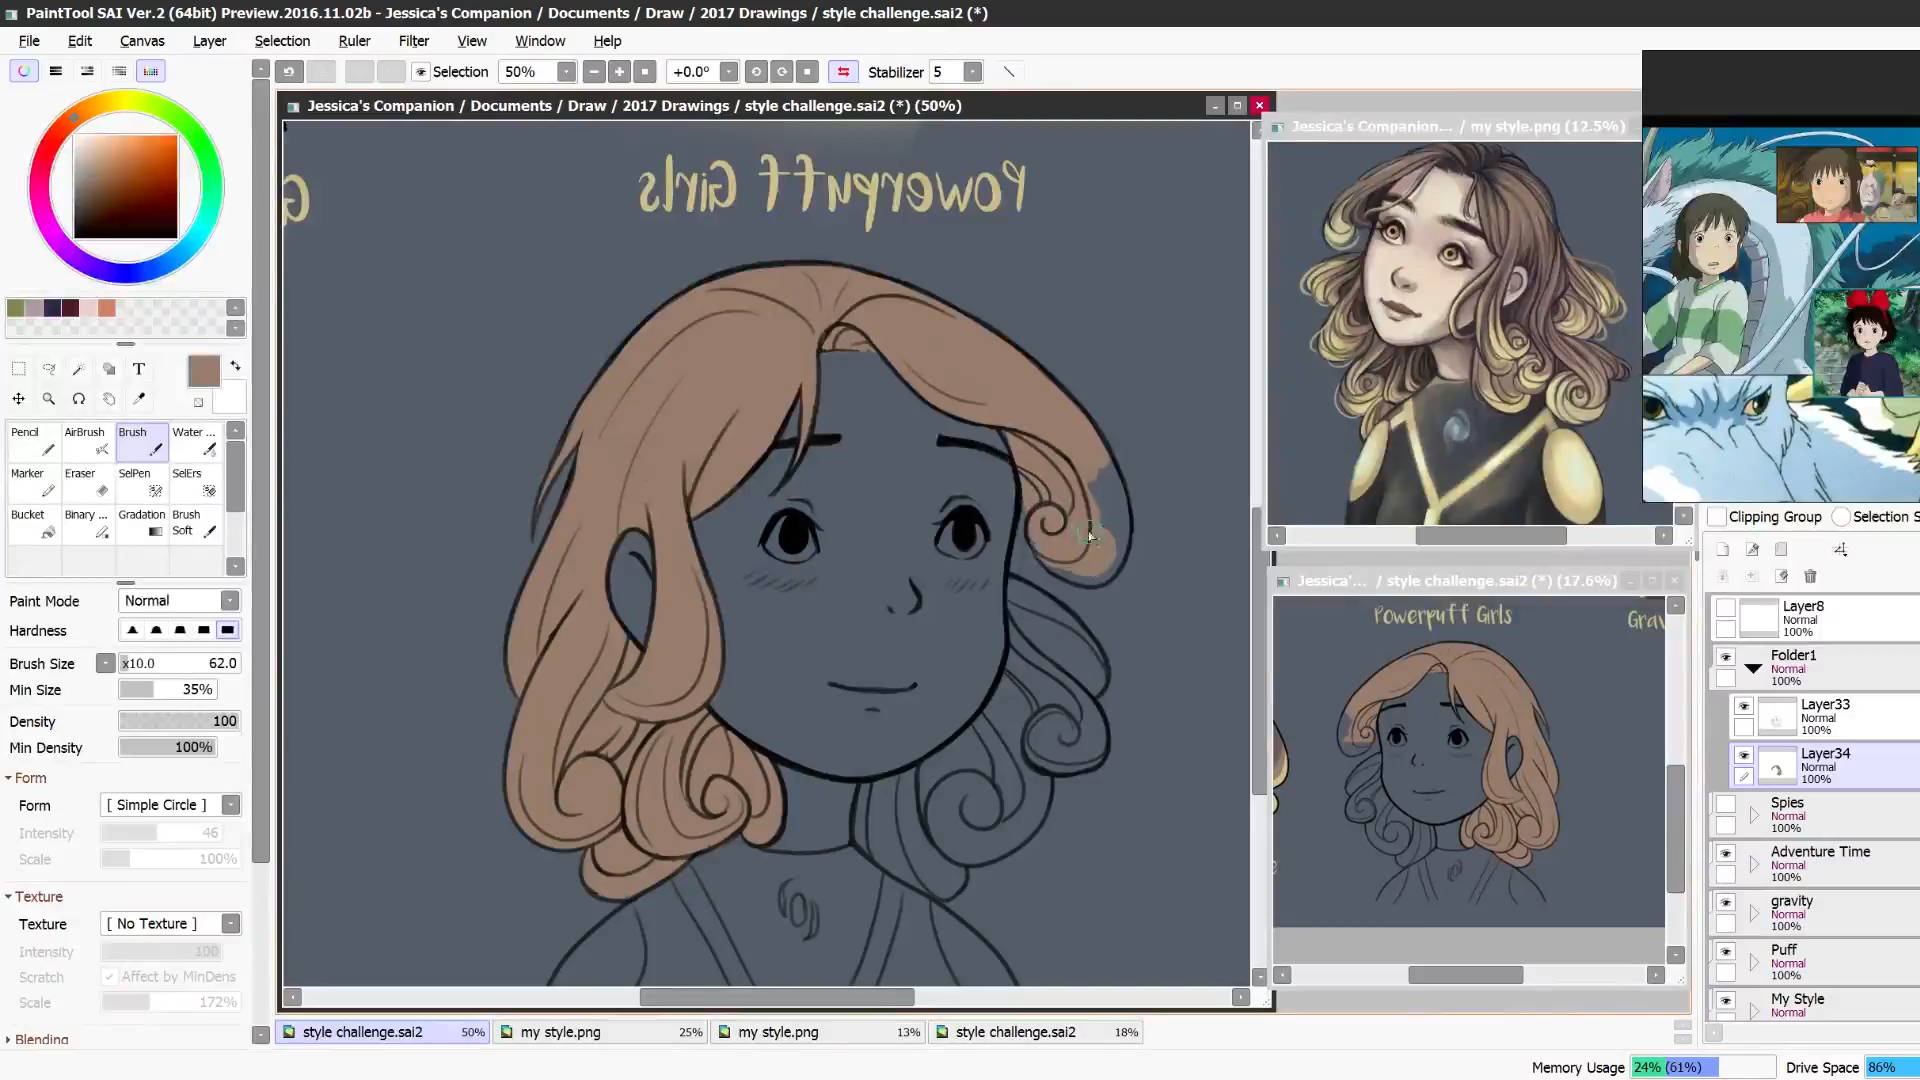 PaintTool SAI Ver.2 (64bit) Preview.2016.11.02b - Jessica's Companion / Documents / Draw / 2017 Drawings / style challenge.sai2 (*)
File Edit Canvas Layer Selection Ruler Filter View Window Help
Selection 50% +0.0° Stabilizer 5
Jessica's Companion / Documents / Draw / 2017 Drawings / style challenge.sai2 (*) (50%)
Jessica's Companion... / my style.png (12.5%)
G Powerpuff Girls
T
Pencil AirBrush Brush Water ...
Marker Eraser SelPen SelErs
Bucket Binary ... Gradation Brush Soft
Paint Mode Normal
Hardness
Brush Size x10.0 62.0
Min Size 35%
Density 100
Min Density 100%
Form
Form [ Simple Circle ]
Intensity 46
Scale 100%
Texture
Texture [ No Texture ]
Intensity 100
Scratch Affect by MinDens
Scale 172%
Blending
Clipping Group Selection S
Jessica'... / style challenge.sai2 (*) (17.6%)
Powerpuff Girls Grav
Layer8
Normal
100%
Folder1
Normal
100%
Layer33
Normal
100%
Layer34
Normal
100%
Spies
Normal
100%
Adventure Time
Normal
100%
gravity
Normal
100%
Puff
Normal
100%
My Style
Normal
100%
style challenge.sai2 50% my style.png 25% my style.png 13% style challenge.sai2 18%
Memory Usage 24% (61%) Drive Space 86%